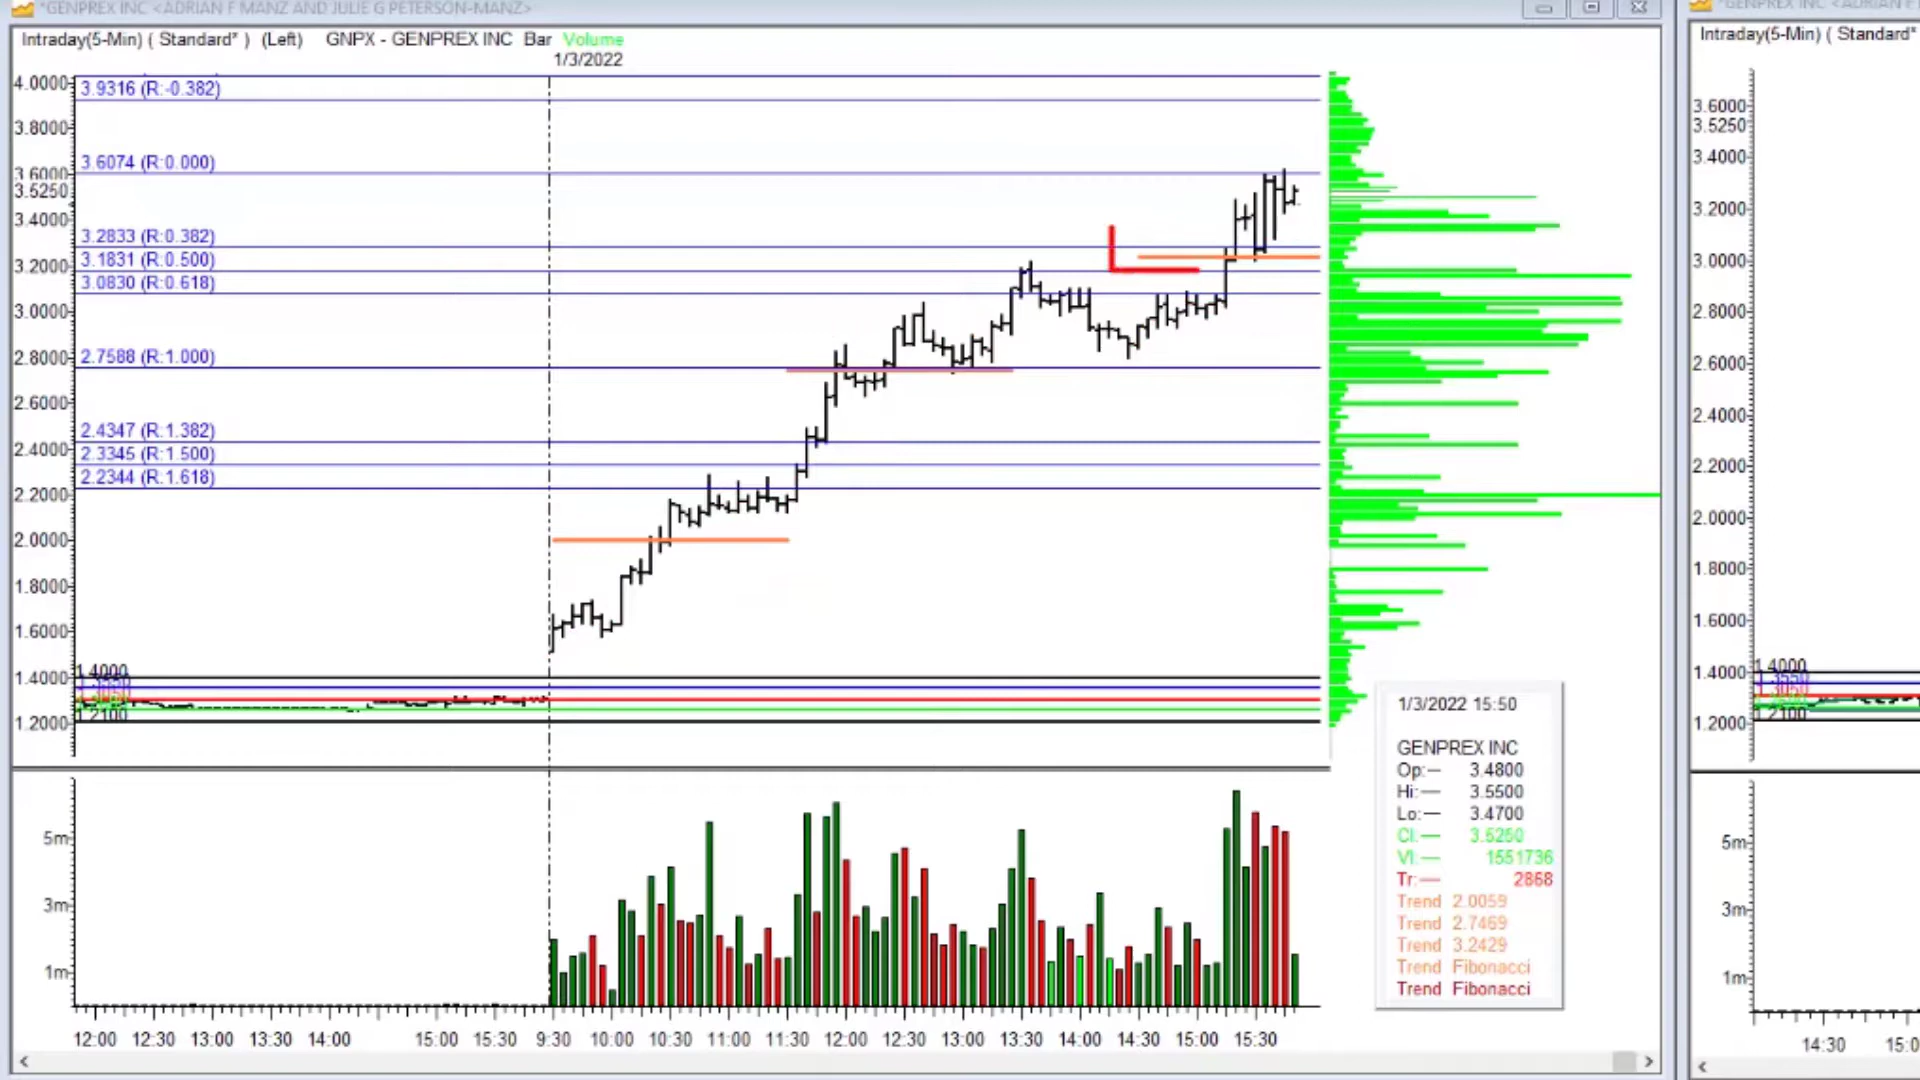 *GENPREX INC <ADRIAN F MANZ AND JULIE G PETERSON-MANZ>
Intraday(5-Min) ( Standard* ) (Left) GNPX - GENPREX INC Bar Volume
1/3/2022
4.0000
3.9316 (R:-0.382)
3.8000
3.6074 (R:0.000)
3.6000
3.5250
3.4000
3.2833 (R:0.382)
3.1831 (R:0.500)
3.2000
3.0830 (R:0.618)
3.0000
2.7588 (R:1.000)
2.8000
2.6000
2.4347 (R:1.382)
2.4000
2.3345 (R:1.500)
2.2344 (R:1.618)
2.2000
2.0000
1.8000
1.6000
1.4000
1.4000
1.2100
1.2000
5m
3m
1m
12:00 12:30 13:00 13:30 14:00 15:00 15:30 9:30 10:00 10:30 11:00 11:30 12:00 12:30 13:00 13:30 14:00 14:30 15:00 15:30
1/3/2022 15:50
GENPREX INC
Op:— 3.4800
Hi:— 3.5500
Lo:— 3.4700
Cl:— 3.5250
Vl:— 1551736
Tr:— 2868
Trend 2.0059
Trend 2.7469
Trend 3.2429
Trend Fibonacci
Trend Fibonacci
*GENPREX INC <ADRIAN F
Intraday(5-Min) ( Standard*
3.6000
3.5250
3.4000
3.2000
3.0000
2.8000
2.6000
2.4000
2.2000
2.0000
1.8000
1.6000
1.4000
1.4000
1.3550
1.3050
1.2100
1.2000
5m
3m
1m
14:30 15:0